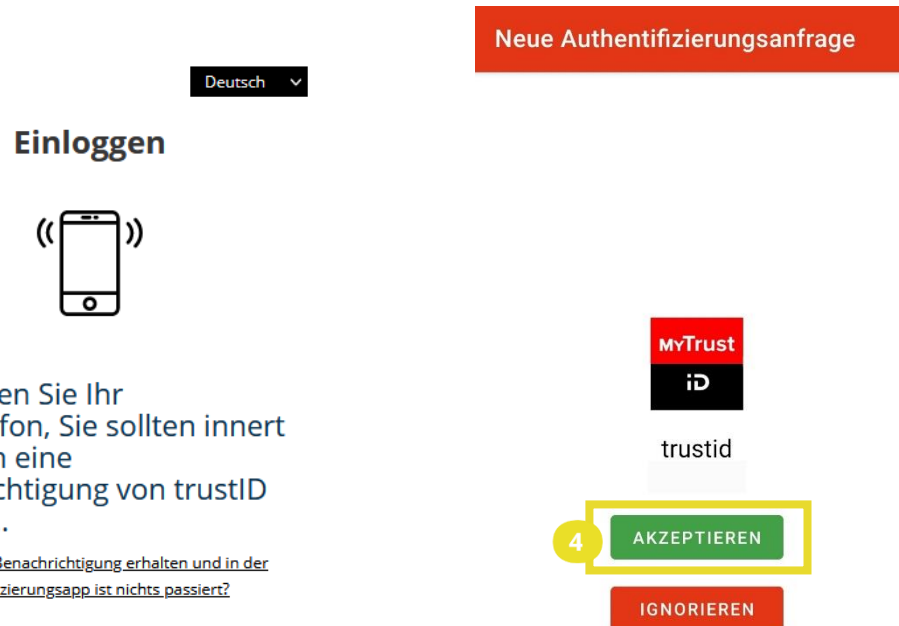 Deutsch
Einloggen
en Sie Ihr
fon, Sie sollten innert
eine
chtigung von trustID
.
Benachrichtigung erhalten und in der
zierungsapp ist nichts passiert?
Neue Authentifizierungsanfrage
MYTrust
iD
trustid
4
AKZEPTIEREN
IGNORIEREN